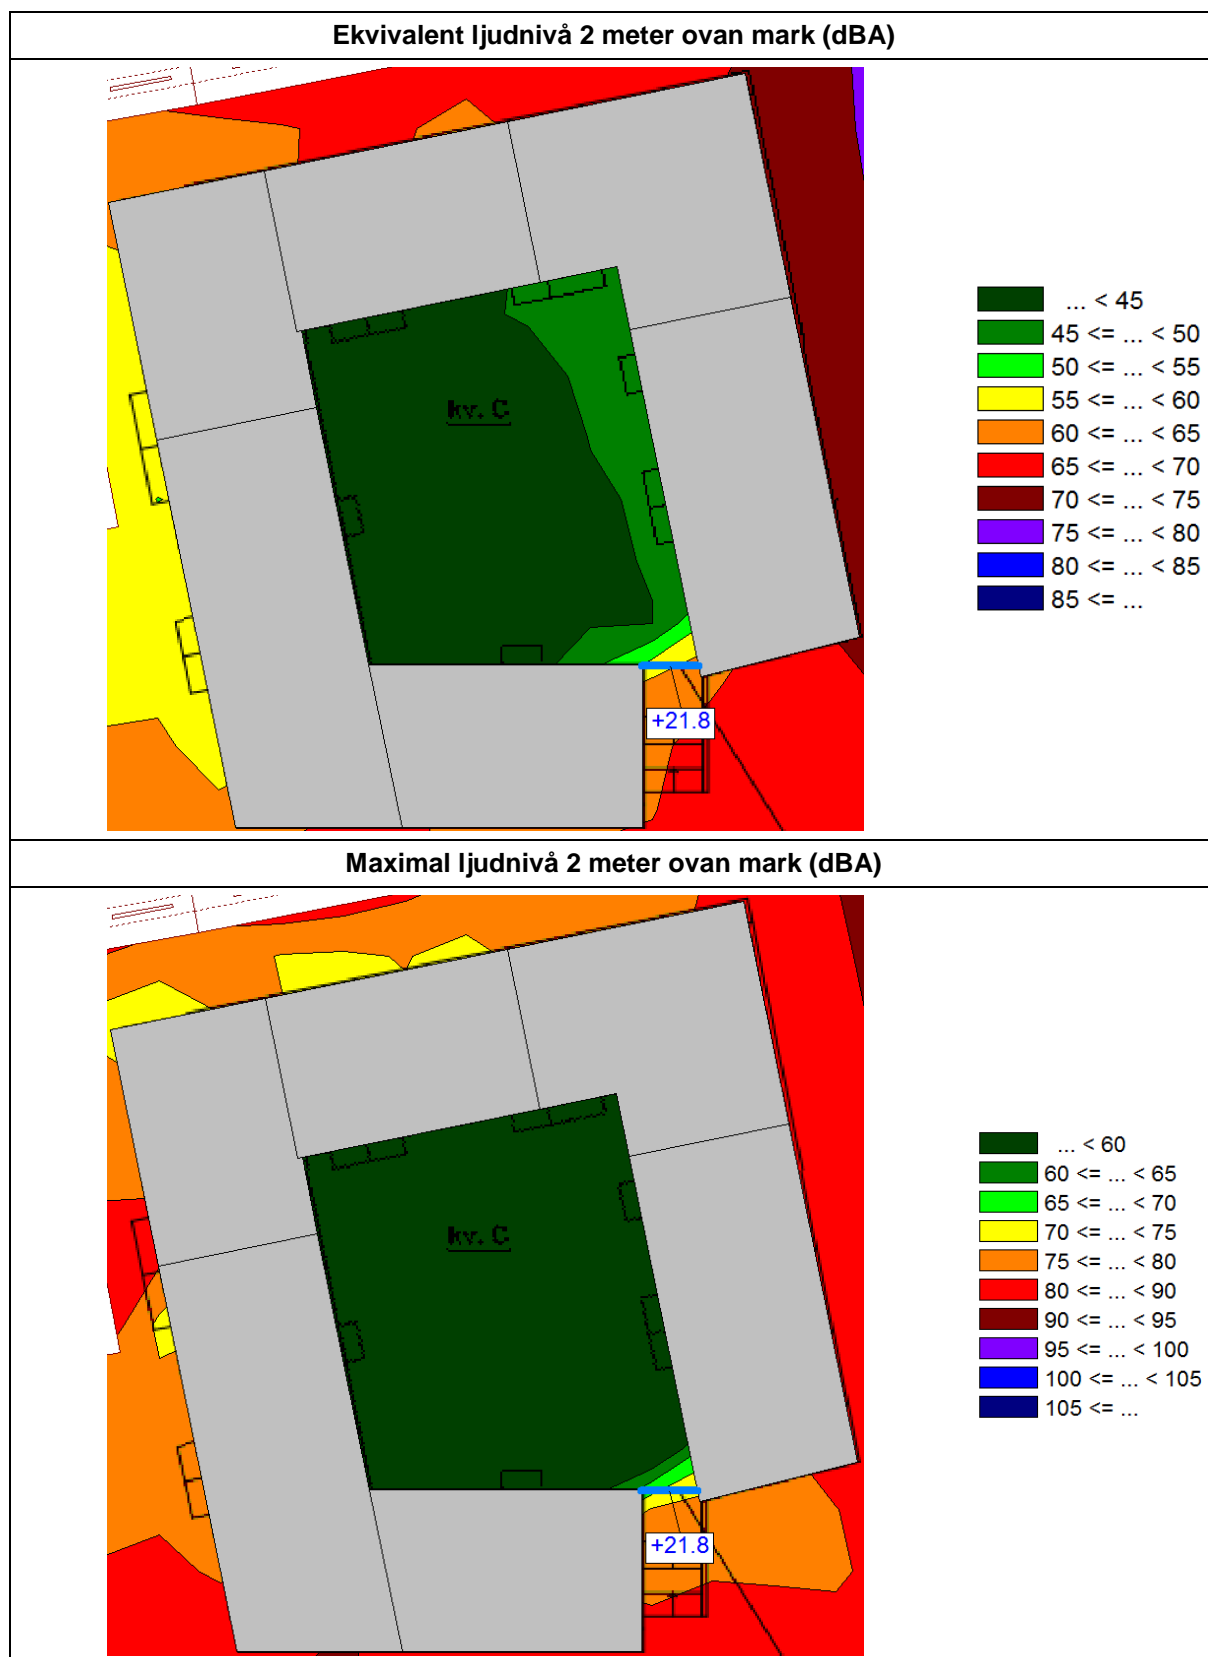 Ekvivalent ljudnivå 2 meter ovan mark (dBA)
kv. C
+21.8
... < 45
45 <= ... < 50
50 <= ... < 55
55 <= ... < 60
60 <= ... < 65
65 <= ... < 70
70 <= ... < 75
75 <= ... < 80
80 <= ... < 85
85 <= ...
Maximal ljudnivå 2 meter ovan mark (dBA)
kv. C
+21.8
... < 60
60 <= ... < 65
65 <= ... < 70
70 <= ... < 75
75 <= ... < 80
80 <= ... < 90
90 <= ... < 95
95 <= ... < 100
100 <= ... < 105
105 <= ...